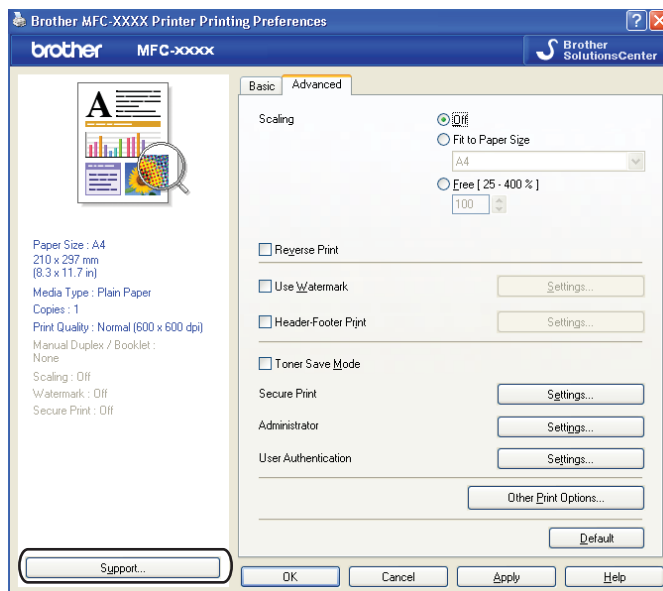 Brother MFC-XXXX Printer Printing Preferences
brother MFC-xxxx
Brother
SolutionsCenter
Basic Advanced
A
Scaling
Off
Fit to Paper Size
A4
Free [ 25 - 400 % ]
100
Paper Size : A4
210 x 297 mm
(8.3 x 11.7 in)
Media Type : Plain Paper
Copies : 1
Print Quality : Normal (600 x 600 dpi)
Manual Duplex / Booklet :
None
Scaling : Off
Watermark : Off
Secure Print : Off
Support...
Reverse Print
Use Watermark Settings...
Header-Footer Print Settings...
Toner Save Mode
Secure Print Settings...
Administrator Settings...
User Authentication Settings...
Other Print Options...
Default
OK Cancel Apply Help